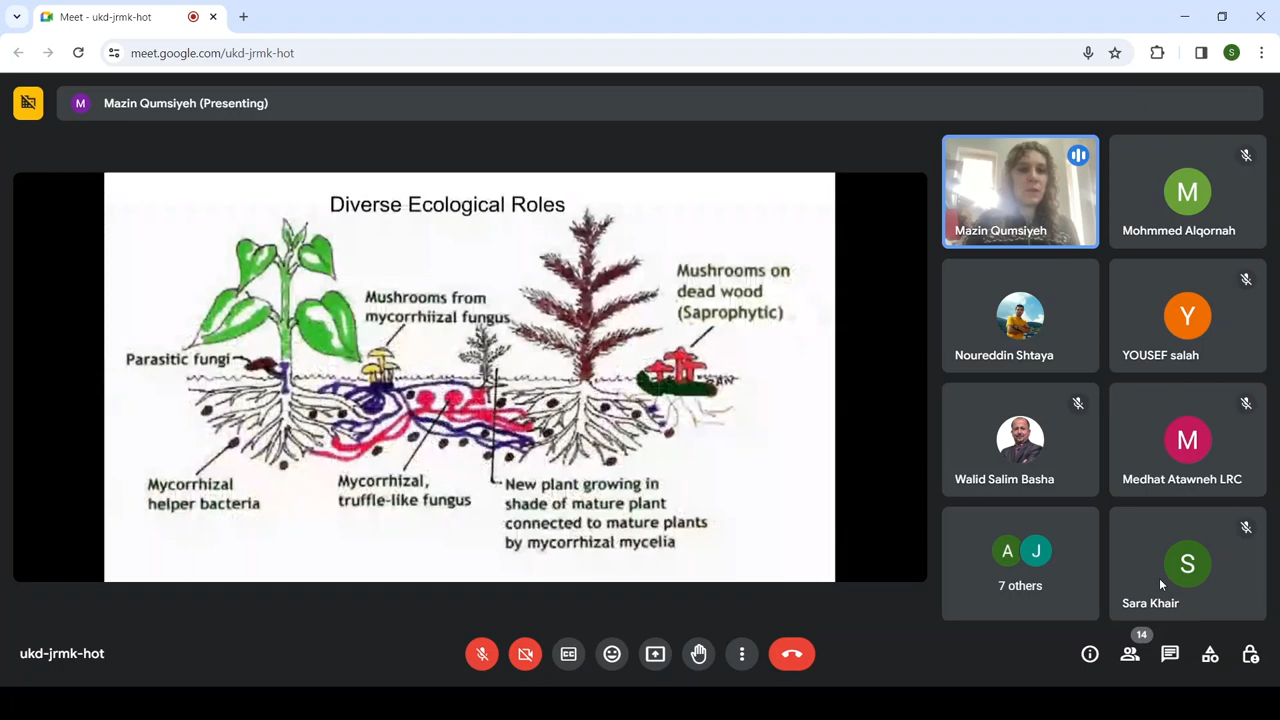 Meet - ukd-jrmk-hot
meet.google.com/ukd-jrmk-hot
S
M
Mazin Qumsiyeh (Presenting)
Diverse Ecological Roles
Mushrooms from
mycorrhiizal fungus
Mushrooms on
dead wood
(Saprophytic)
Parasitic fungi
Mycorrhizal
helper bacteria
Mycorrhizal,
truffle-like fungus
New plant growing in
shade of mature plant
connected to mature plants
by mycorrhizal mycelia
Mazin Qumsiyeh
M
Mohmmed Alqornah
Noureddin Shtaya
Y
YOUSEF salah
Walid Salim Basha
M
Medhat Atawneh LRC
A
J
7 others
S
Sara Khair
ukd-jrmk-hot
14